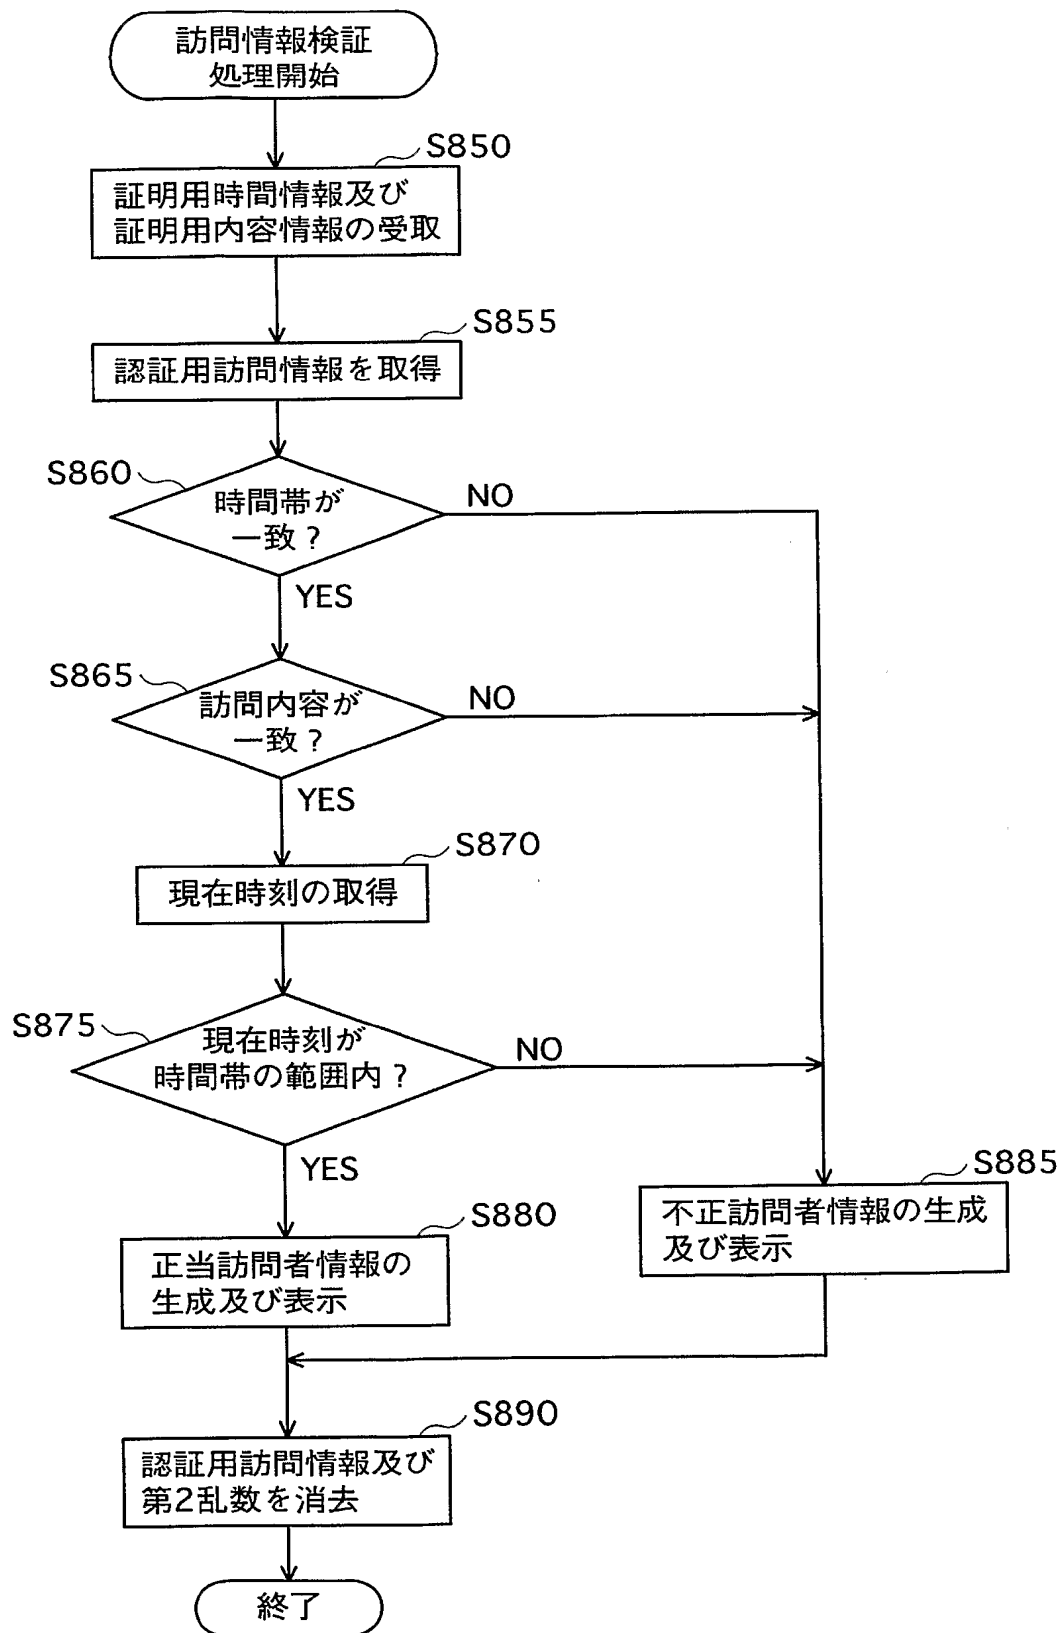 訪問情報検証
処理開始
S850
証明用時間情報及び
証明用内容情報の受取
S855
認証用訪問情報を取得
S860
時間帯が
一致?
NO
YES
S865
訪問内容が
一致?
NO
YES
S870
現在時刻の取得
S875
現在時刻が
時間帯の範囲内?
NO
YES
S885
不正訪問者情報の生成
及び表示
S880
正当訪問者情報の
生成及び表示
S890
認証用訪問情報及び
第2乱数を消去
終了